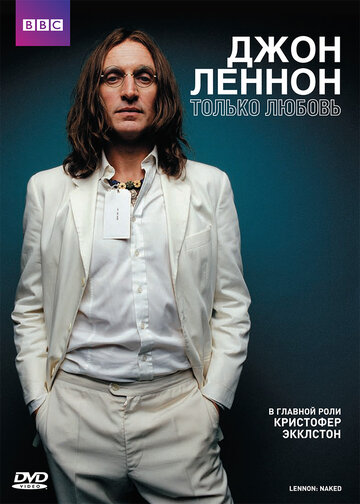 BBC
ДЖОН
ЛЕННОН
ТОЛЬКО ЛЮБОВЬ
В ГЛАВНОЙ РОЛИ
КРИСТОФЕР
ЭККЛСТОН
DVD
VIDEO
LENNON: NAKED